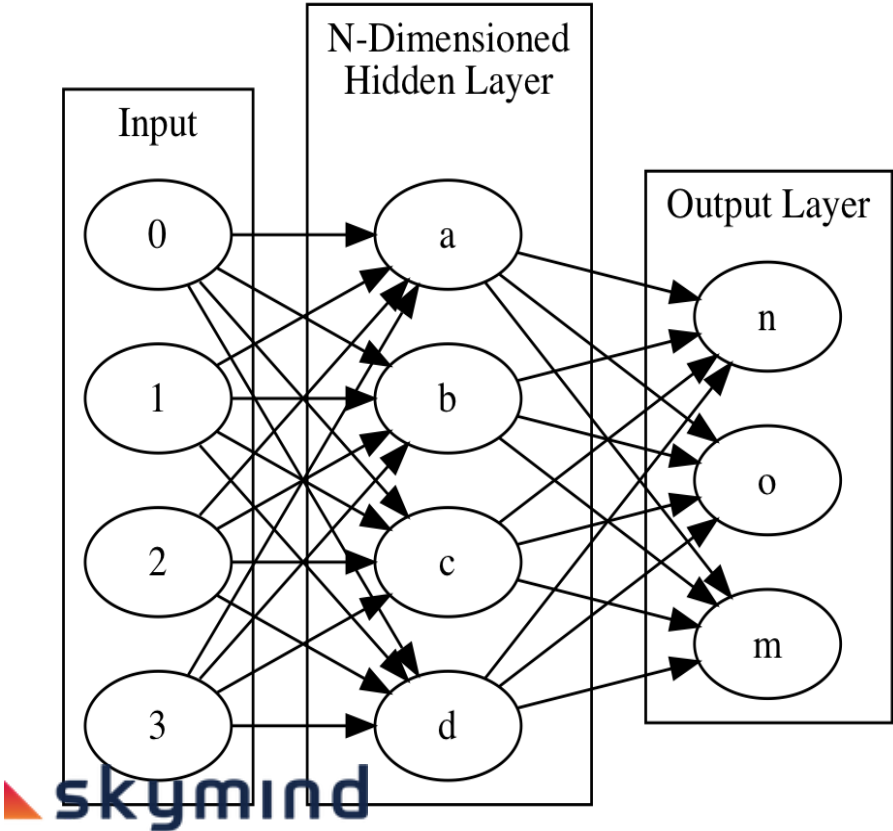 N-Dimensioned
Hidden Layer
Input
Output Layer
0
a
n
1
b
o
2
c
m
3
d
skymind